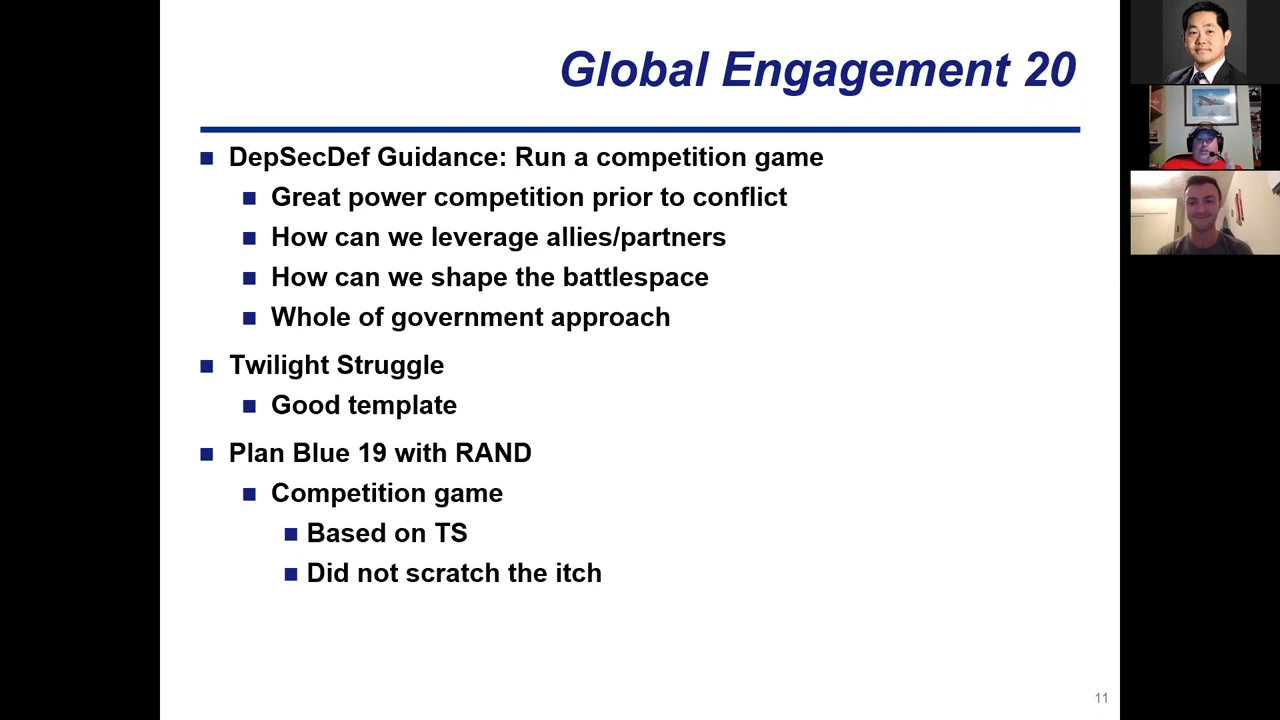 Global Engagement 20
DepSecDef Guidance: Run a competition game
Great power competition prior to conflict
How can we leverage allies/partners
How can we shape the battlespace
Whole of government approach
Twilight Struggle
Good template
Plan Blue 19 with RAND
Competition game
Based on TS
Did not scratch the itch
11